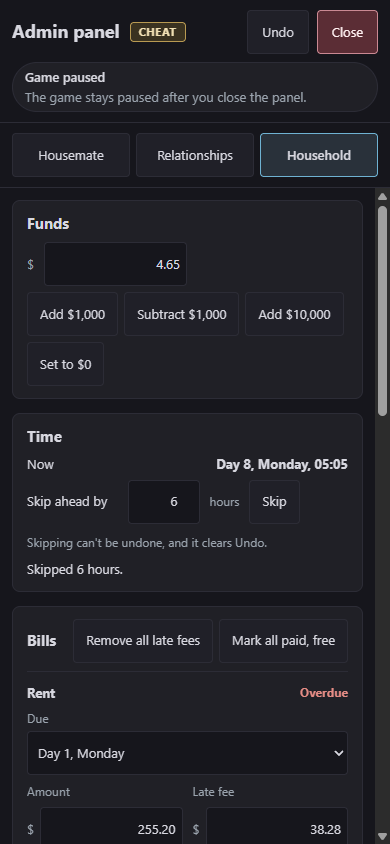 Admin panel CHEAT Undo Close
Game paused
The game stays paused after you close the panel.
Housemate Relationships Household
Funds
$ 4.65
Add $1,000 Subtract $1,000 Add $10,000
Set to $0
Time
Now Day 8, Monday, 05:05
Skip ahead by 6 hours Skip
Skipping can't be undone, and it clears Undo.
Skipped 6 hours.
Bills Remove all late fees Mark all paid, free
Rent Overdue
Due
Day 1, Monday
Amount Late fee
$ 255.20 $ 38.28